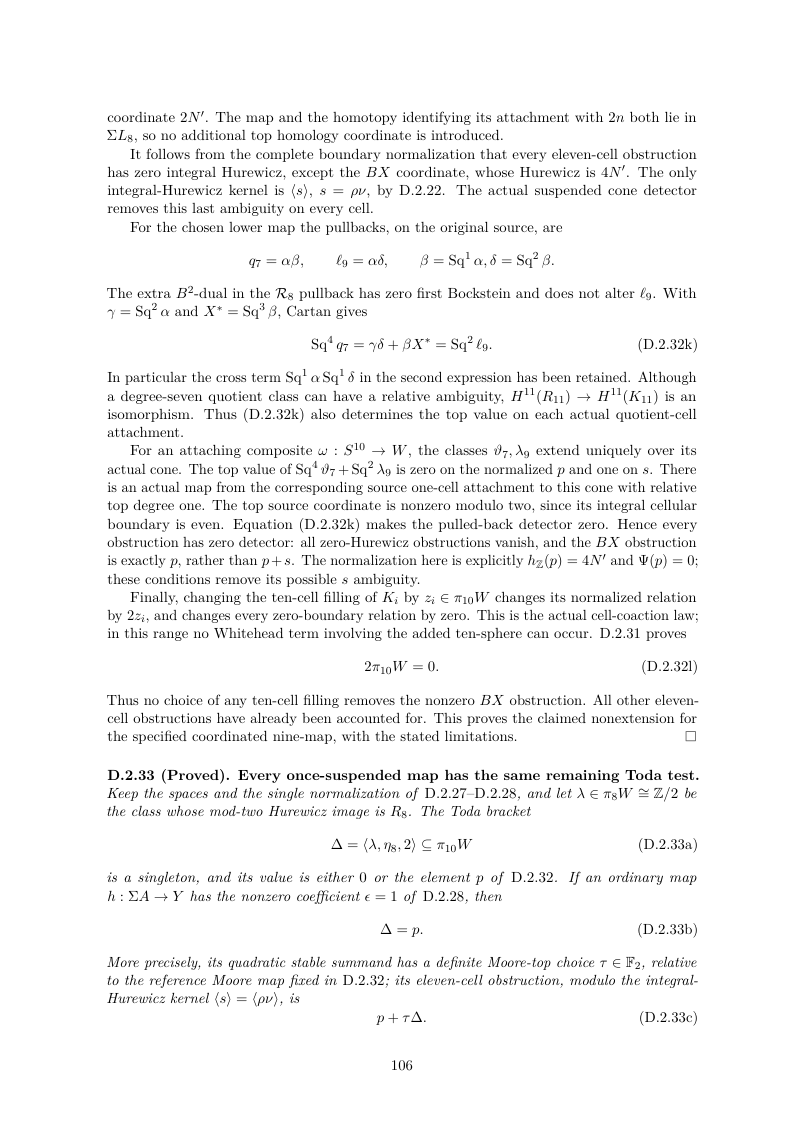 coordinate 2N′. The map and the homotopy identifying its attachment with 2n both lie in
ΣL₈, so no additional top homology coordinate is introduced.
It follows from the complete boundary normalization that every eleven-cell obstruction
has zero integral Hurewicz, except the BX coordinate, whose Hurewicz is 4N′. The only
integral-Hurewicz kernel is ⟨s⟩, s = ρν, by D.2.22. The actual suspended cone detector
removes this last ambiguity on every cell.
For the chosen lower map the pullbacks, on the original source, are
q₇ = αβ, ℓ₉ = αδ, β = Sq¹ α, δ = Sq² β.
The extra B²-dual in the ℛ₈ pullback has zero first Bockstein and does not alter ℓ₉. With
γ = Sq² α and X* = Sq³ β, Cartan gives
Sq⁴ q₇ = γδ + βX* = Sq² ℓ₉. (D.2.32k)
In particular the cross term Sq¹ α Sq¹ δ in the second expression has been retained. Although
a degree-seven quotient class can have a relative ambiguity, H¹¹(R₁₁) → H¹¹(K₁₁) is an
isomorphism. Thus (D.2.32k) also determines the top value on each actual quotient-cell
attachment.
For an attaching composite ω : S¹⁰ → W, the classes ϑ₇, λ₉ extend uniquely over its
actual cone. The top value of Sq⁴ ϑ₇ + Sq² λ₉ is zero on the normalized p and one on s. There
is an actual map from the corresponding source one-cell attachment to this cone with relative
top degree one. The top source coordinate is nonzero modulo two, since its integral cellular
boundary is even. Equation (D.2.32k) makes the pulled-back detector zero. Hence every
obstruction has zero detector: all zero-Hurewicz obstructions vanish, and the BX obstruction
is exactly p, rather than p + s. The normalization here is explicitly h_ℤ(p) = 4N′ and Ψ(p) = 0;
these conditions remove its possible s ambiguity.
Finally, changing the ten-cell filling of Kᵢ by zᵢ ∈ π₁₀W changes its normalized relation
by 2zᵢ, and changes every zero-boundary relation by zero. This is the actual cell-coaction law;
in this range no Whitehead term involving the added ten-sphere can occur. D.2.31 proves
2π₁₀W = 0. (D.2.32l)
Thus no choice of any ten-cell filling removes the nonzero BX obstruction. All other eleven-
cell obstructions have already been accounted for. This proves the claimed nonextension for
the specified coordinated nine-map, with the stated limitations. □
D.2.33 (Proved). Every once-suspended map has the same remaining Toda test.
Keep the spaces and the single normalization of D.2.27–D.2.28, and let λ ∈ π₈W ≅ ℤ/2 be
the class whose mod-two Hurewicz image is R₈. The Toda bracket
Δ = ⟨λ, η₈, 2⟩ ⊆ π₁₀W (D.2.33a)
is a singleton, and its value is either 0 or the element p of D.2.32. If an ordinary map
h : ΣA → Y has the nonzero coefficient ϵ = 1 of D.2.28, then
Δ = p. (D.2.33b)
More precisely, its quadratic stable summand has a definite Moore-top choice τ ∈ 𝔽₂, relative
to the reference Moore map fixed in D.2.32; its eleven-cell obstruction, modulo the integral-
Hurewicz kernel ⟨s⟩ = ⟨ρν⟩, is
p + τΔ. (D.2.33c)
106